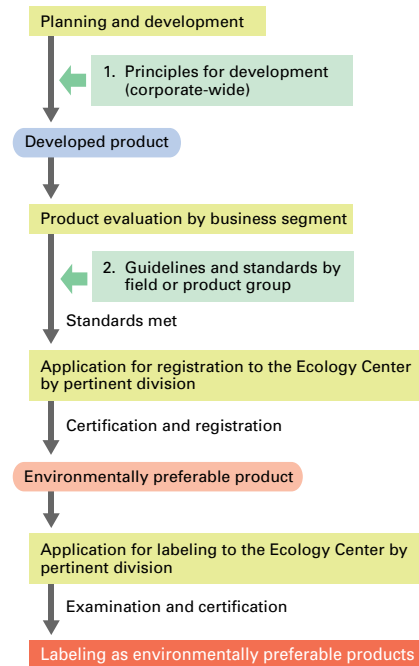 Planning and development
1. Principles for development
(corporate-wide)
Developed product
Product evaluation by business segment
2. Guidelines and standards by
field or product group
Standards met
Application for registration to the Ecology Center
by pertinent division
Certification and registration
Environmentally preferable product
Application for labeling to the Ecology Center by
pertinent division
Examination and certification
Labeling as environmentally preferable products